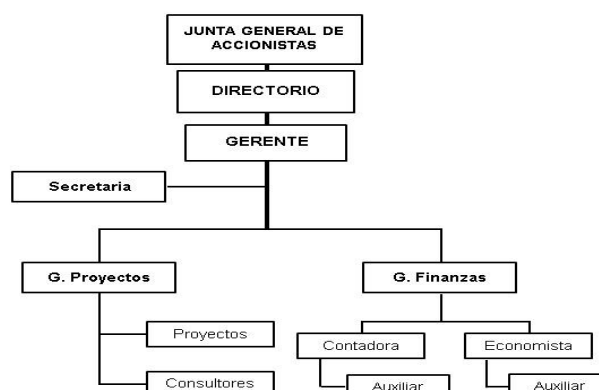 JUNTA GENERAL DE
ACCIONISTAS
DIRECTORIO
GERENTE
Secretaria
G. Proyectos
G. Finanzas
Proyectos
Contadora
Economista
Consultores
Auxiliar
Auxiliar